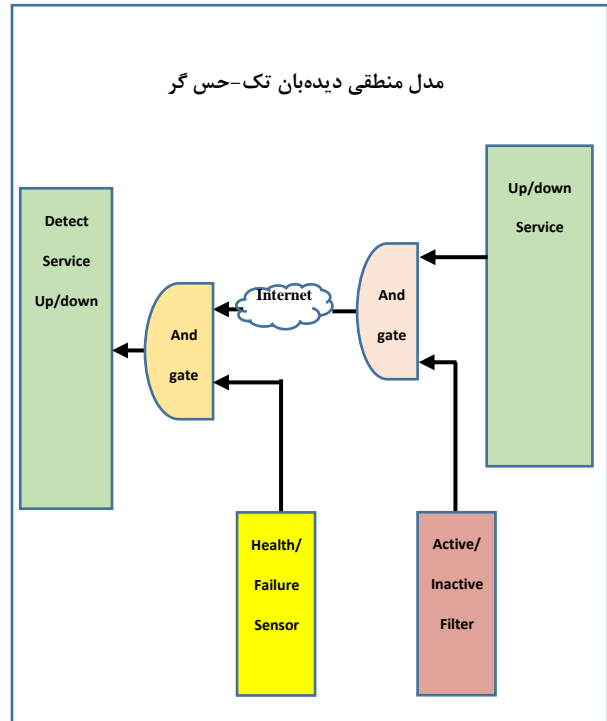 مدل منطقی دیده‌بان تک-حس گر
Up/down
Service
Detect
Service
Up/down
Internet
And
gate
And
gate
Health/
Failure
Sensor
Active/
Inactive
Filter